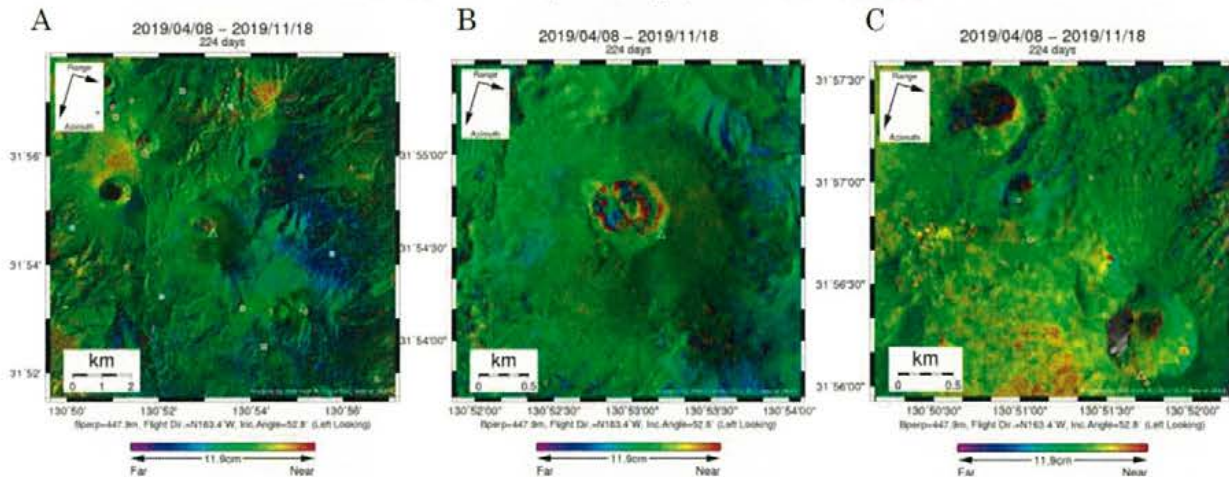 A
2019/04/08 – 2019/11/18
224 days
Range
Azimuth
31°56'
31°54'
31°52'
km
0 1 2
130°50' 130°52' 130°54' 130°56'
Bperp=447.9m, Flight Dir.=N163.4°W, Inc.Angle=52.8° (Left Looking)
11.9cm
Far Near
B
2019/04/08 – 2019/11/18
224 days
Range
Azimuth
31°55'00"
31°54'30"
31°54'00"
km
0 0.5
130°52'00" 130°52'30" 130°53'00" 130°53'30" 130°54'00"
Bperp=447.9m, Flight Dir.=N163.4°W, Inc.Angle=52.8° (Left Looking)
11.9cm
Far Near
C
2019/04/08 – 2019/11/18
224 days
Range
Azimuth
31°57'30"
31°57'00"
31°56'30"
31°56'00"
km
0 0.5
130°50'30" 130°51'00" 130°51'30" 130°52'00"
Bperp=447.9m, Flight Dir.=N163.4°W, Inc.Angle=52.8° (Left Looking)
11.9cm
Far Near